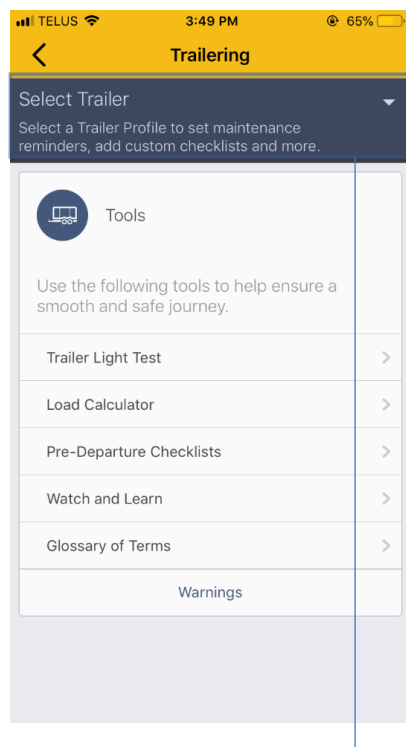 TELUS 3:49 PM 65%
Trailering
Select Trailer
Select a Trailer Profile to set maintenance
reminders, add custom checklists and more.
Tools
Use the following tools to help ensure a
smooth and safe journey.
Trailer Light Test
Load Calculator
Pre-Departure Checklists
Watch and Learn
Glossary of Terms
Warnings